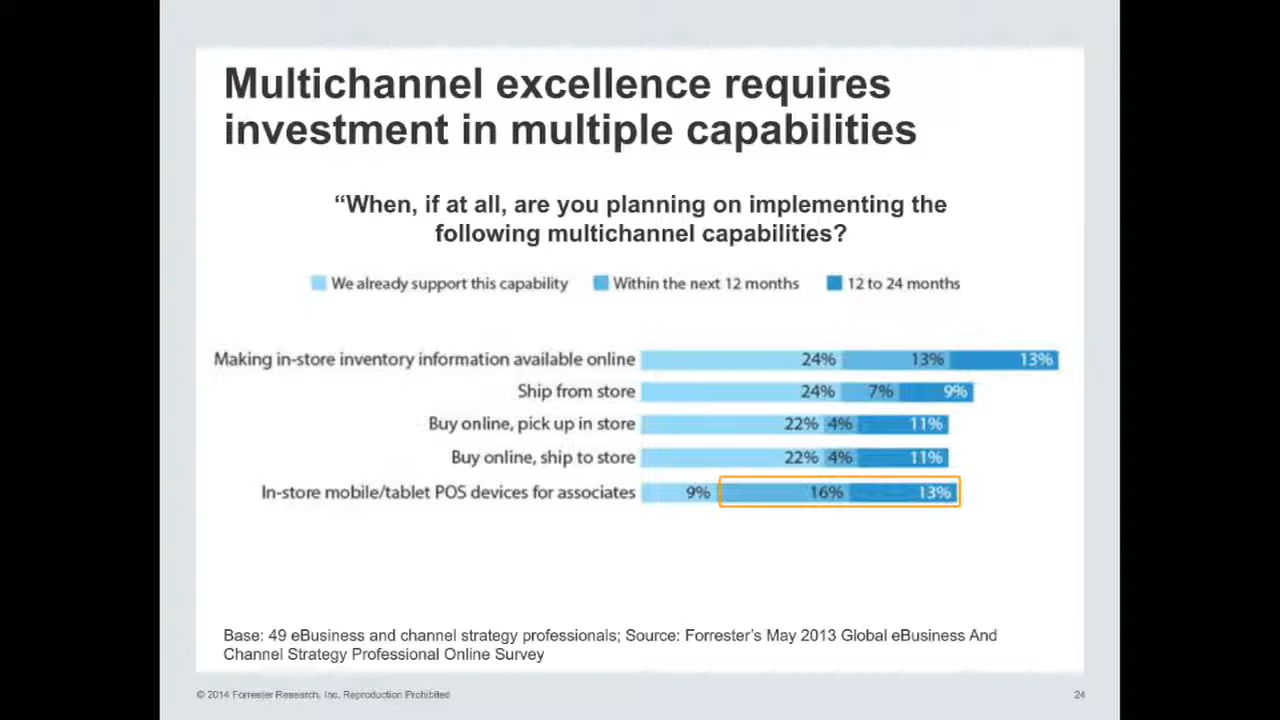 Multichannel excellence requires
investment in multiple capabilities
“When, if at all, are you planning on implementing the
following multichannel capabilities?
We already support this capability Within the next 12 months 12 to 24 months
Making in-store inventory information available online 24% 13% 13%
Ship from store 24% 7% 9%
Buy online, pick up in store 22% 4% 11%
Buy online, ship to store 22% 4% 11%
In-store mobile/tablet POS devices for associates 9% 16% 13%
Base: 49 eBusiness and channel strategy professionals; Source: Forrester’s May 2013 Global eBusiness And
Channel Strategy Professional Online Survey
© 2014 Forrester Research, Inc. Reproduction Prohibited 24